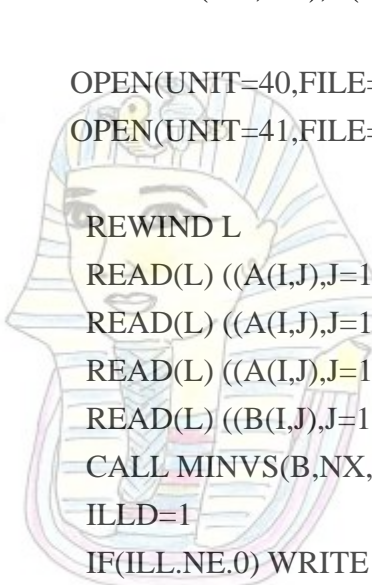 OPEN(UNIT=40,FILE=
OPEN(UNIT=41,FILE=
REWIND L
READ(L) ((A(I,J),J=1
READ(L) ((A(I,J),J=1
READ(L) ((A(I,J),J=1
READ(L) ((B(I,J),J=1
CALL MINVS(B,NX,
ILLD=1
IF(ILL.NE.0) WRITE